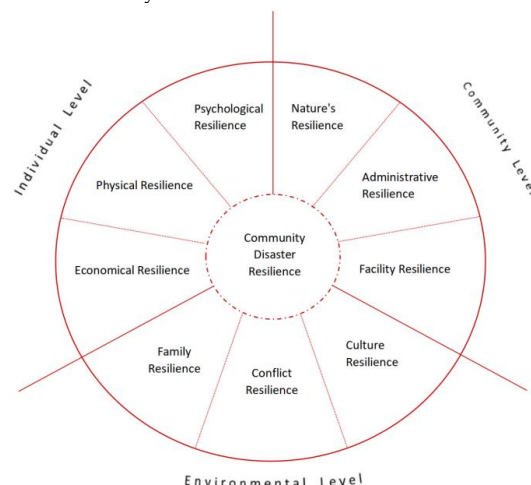 Individual Level
Community Level
Psychological
Resilience
Nature's
Resilience
Physical Resilience
Administrative
Resilience
Community
Disaster
Resilience
Economical Resilience
Facility Resilience
Family
Resilience
Conflict
Resilience
Culture
Resilience
Environmental Level